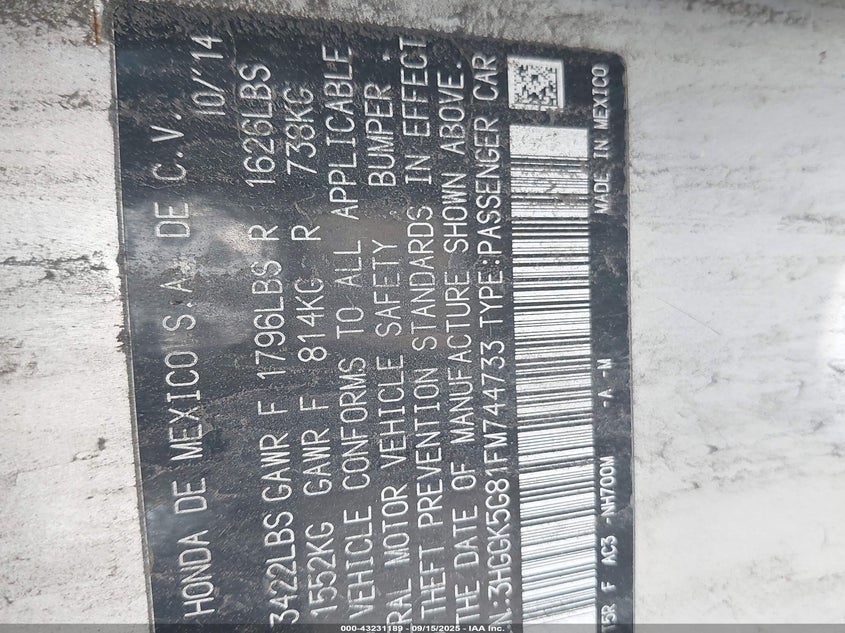 HONDA DE MEXICO S.A. DE C.V. 10/'14
3422LBS GAWR F 1796LBS R 1626LBS
1552KG GAWR F 814KG R 738KG
VEHICLE CONFORMS TO ALL APPLICABLE
RAL MOTOR VEHICLE SAFETY BUMPER
THEFT PREVENTION STANDARDS IN EFFECT
THE DATE OF MANUFACTURE SHOWN ABOVE.
N:3HGGK5G81FM744733 TYPE:PASSENGER CAR
T5R F AC3 -NH700M -A -M MADE IN MEXICO
000-43231189 - 09/15/2025 - IAA Inc.